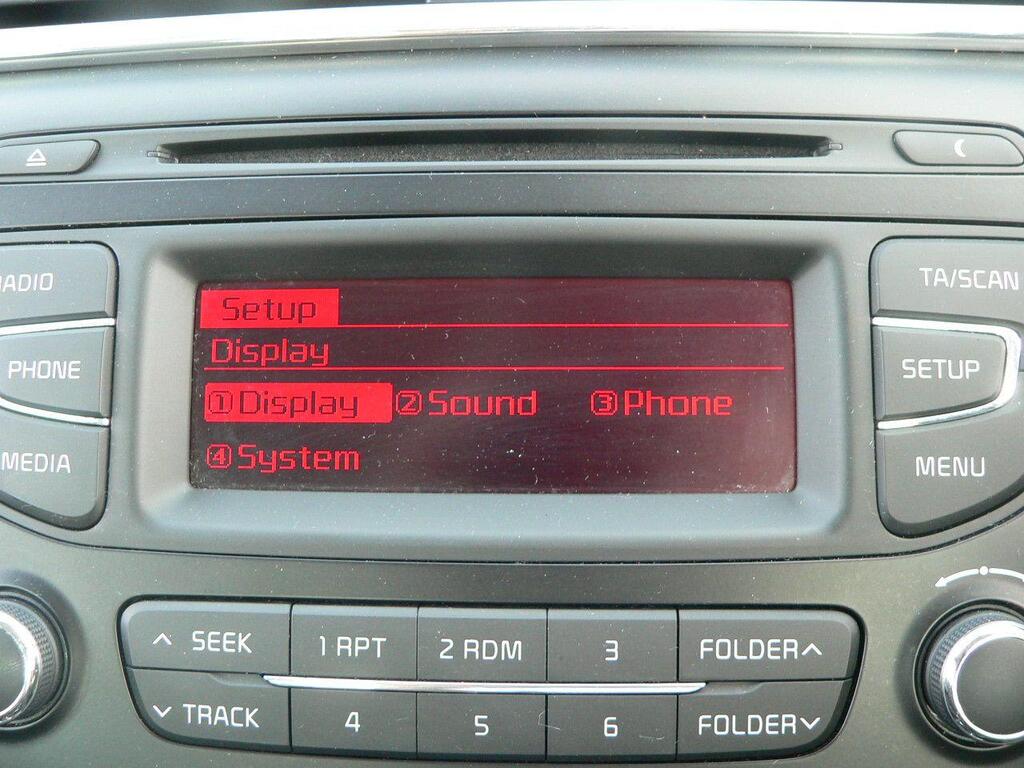 RADIO
TA/SCAN
Setup
Display
PHONE
SETUP
①Display ②Sound ③Phone
④System
MEDIA
MENU
SEEK
1 RPT
2 RDM
3
FOLDER
TRACK
4
5
6
FOLDER